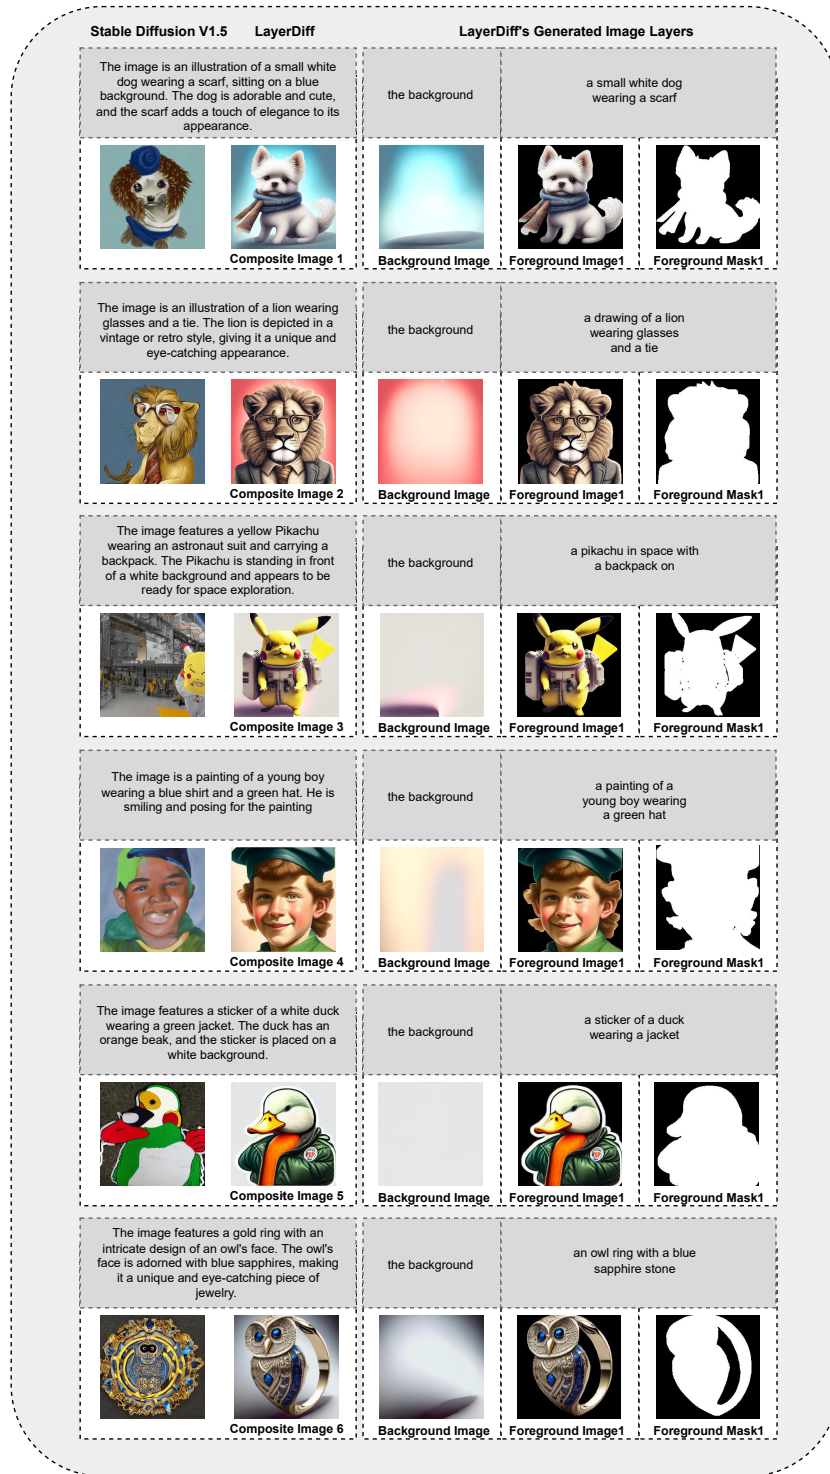 Stable Diffusion V1.5 LayerDiff LayerDiff's Generated Image Layers
The image is an illustration of a small white
dog wearing a scarf, sitting on a blue
background. The dog is adorable and cute,
and the scarf adds a touch of elegance to its
appearance.
the background
a small white dog
wearing a scarf
Composite Image 1
Background Image
Foreground Image1
Foreground Mask1
The image is an illustration of a lion wearing
glasses and a tie. The lion is depicted in a
vintage or retro style, giving it a unique and
eye-catching appearance.
the background
a drawing of a lion
wearing glasses
and a tie
Composite Image 2
Background Image
Foreground Image1
Foreground Mask1
The image features a yellow Pikachu
wearing an astronaut suit and carrying a
backpack. The Pikachu is standing in front
of a white background and appears to be
ready for space exploration.
the background
a pikachu in space with
a backpack on
Composite Image 3
Background Image
Foreground Image1
Foreground Mask1
The image is a painting of a young boy
wearing a blue shirt and a green hat. He is
smiling and posing for the painting
the background
a painting of a
young boy wearing
a green hat
Composite Image 4
Background Image
Foreground Image1
Foreground Mask1
The image features a sticker of a white duck
wearing a green jacket. The duck has an
orange beak, and the sticker is placed on a
white background.
the background
a sticker of a duck
wearing a jacket
Composite Image 5
Background Image
Foreground Image1
Foreground Mask1
The image features a gold ring with an
intricate design of an owl's face. The owl's
face is adorned with blue sapphires, making
it a unique and eye-catching piece of
jewelry.
the background
an owl ring with a blue
sapphire stone
Composite Image 6
Background Image
Foreground Image1
Foreground Mask1